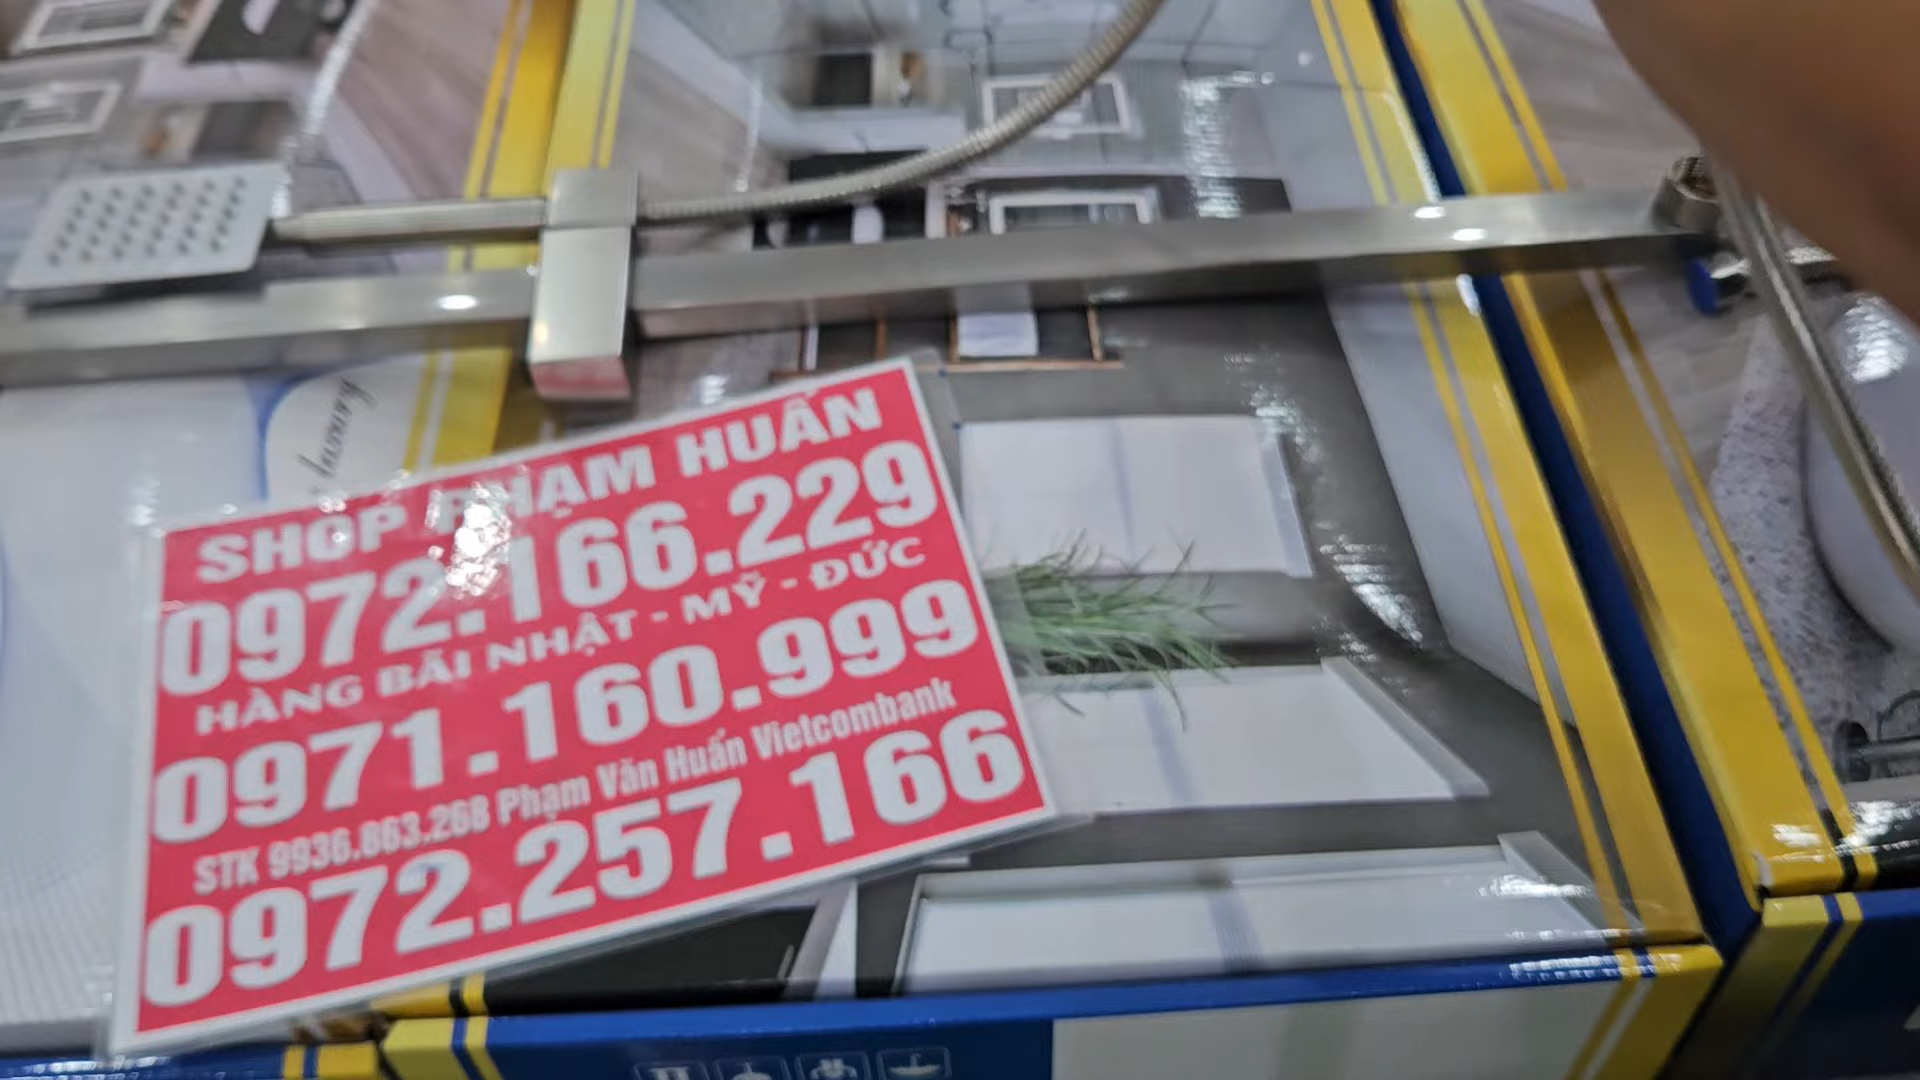 luxury
SHOP PHẠM HUẤN
0972.166.229
HÀNG BÃI NHẬT - MỸ - ĐỨC
0971.160.999
STK 9936.863.268 Phạm Văn Huấn Vietcombank
0972.257.166